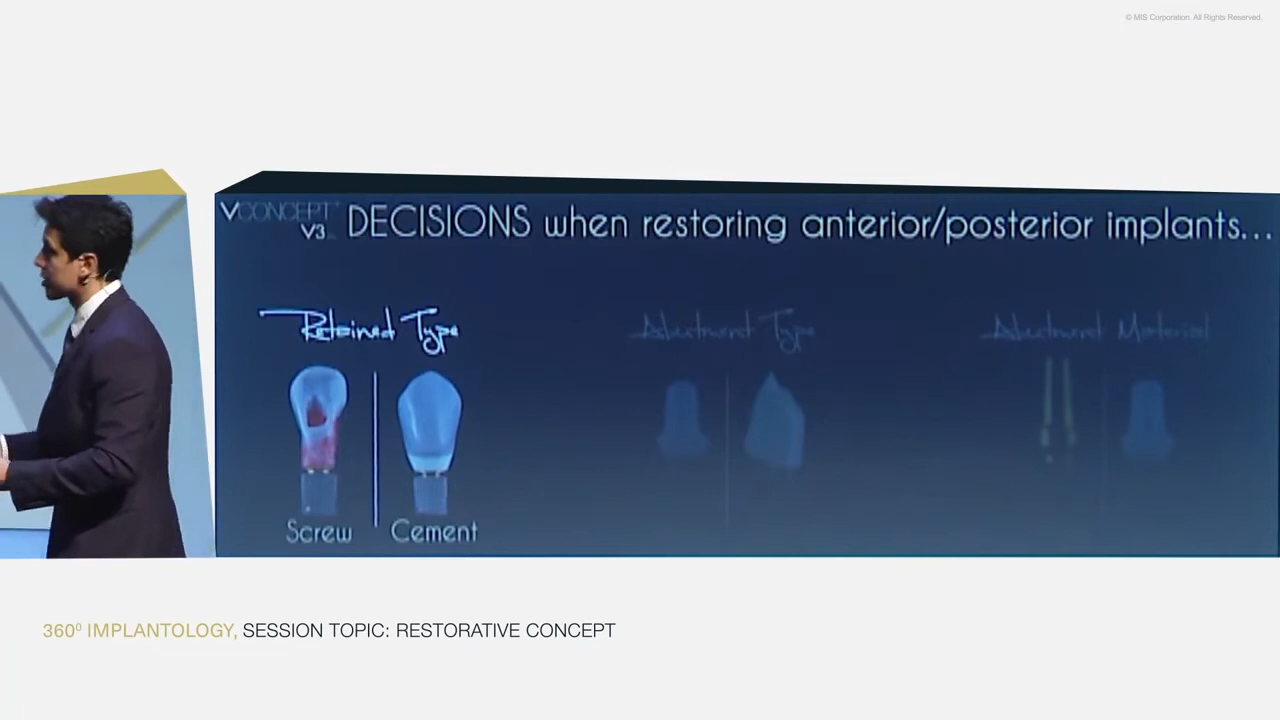 © MIS Corporation. All Rights Reserved.
VCONCEPT
V3
DECISIONS when restoring anterior/posterior implants...
Retained Type
Abutment Type
Abutment Material
Screw
Cement
360º IMPLANTOLOGY, SESSION TOPIC: RESTORATIVE CONCEPT